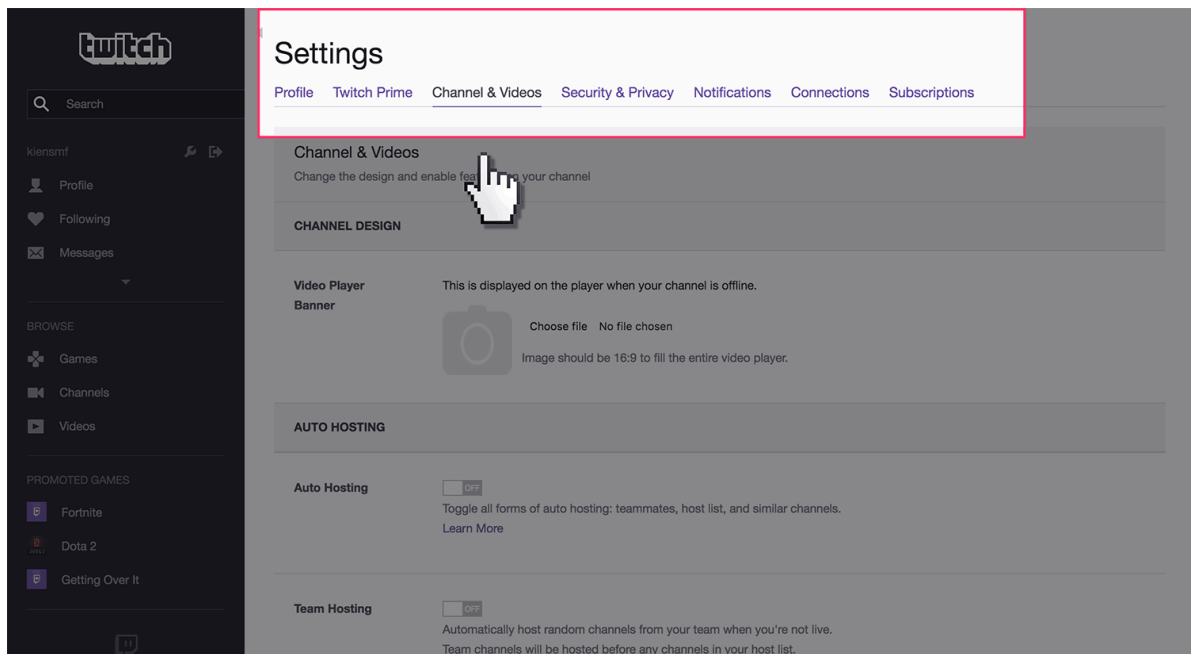 twitch
Search
kiensmf
Profile
Following
Messages
BROWSE
Games
Channels
Videos
PROMOTED GAMES
Fortnite
Dota 2
Getting Over It
Settings
Profile Twitch Prime Channel & Videos Security & Privacy Notifications Connections Subscriptions
Channel & Videos
Change the design and enable your channel
CHANNEL DESIGN
Video Player
Banner
This is displayed on the player when your channel is offline.
Choose file No file chosen
Image should be 16:9 to fill the entire video player.
AUTO HOSTING
Auto Hosting
OFF
Toggle all forms of auto hosting: teammates, host list, and similar channels.
Learn More
Team Hosting
OFF
Automatically host random channels from your team when you're not live.
Team channels will be hosted before any channels in your host list.